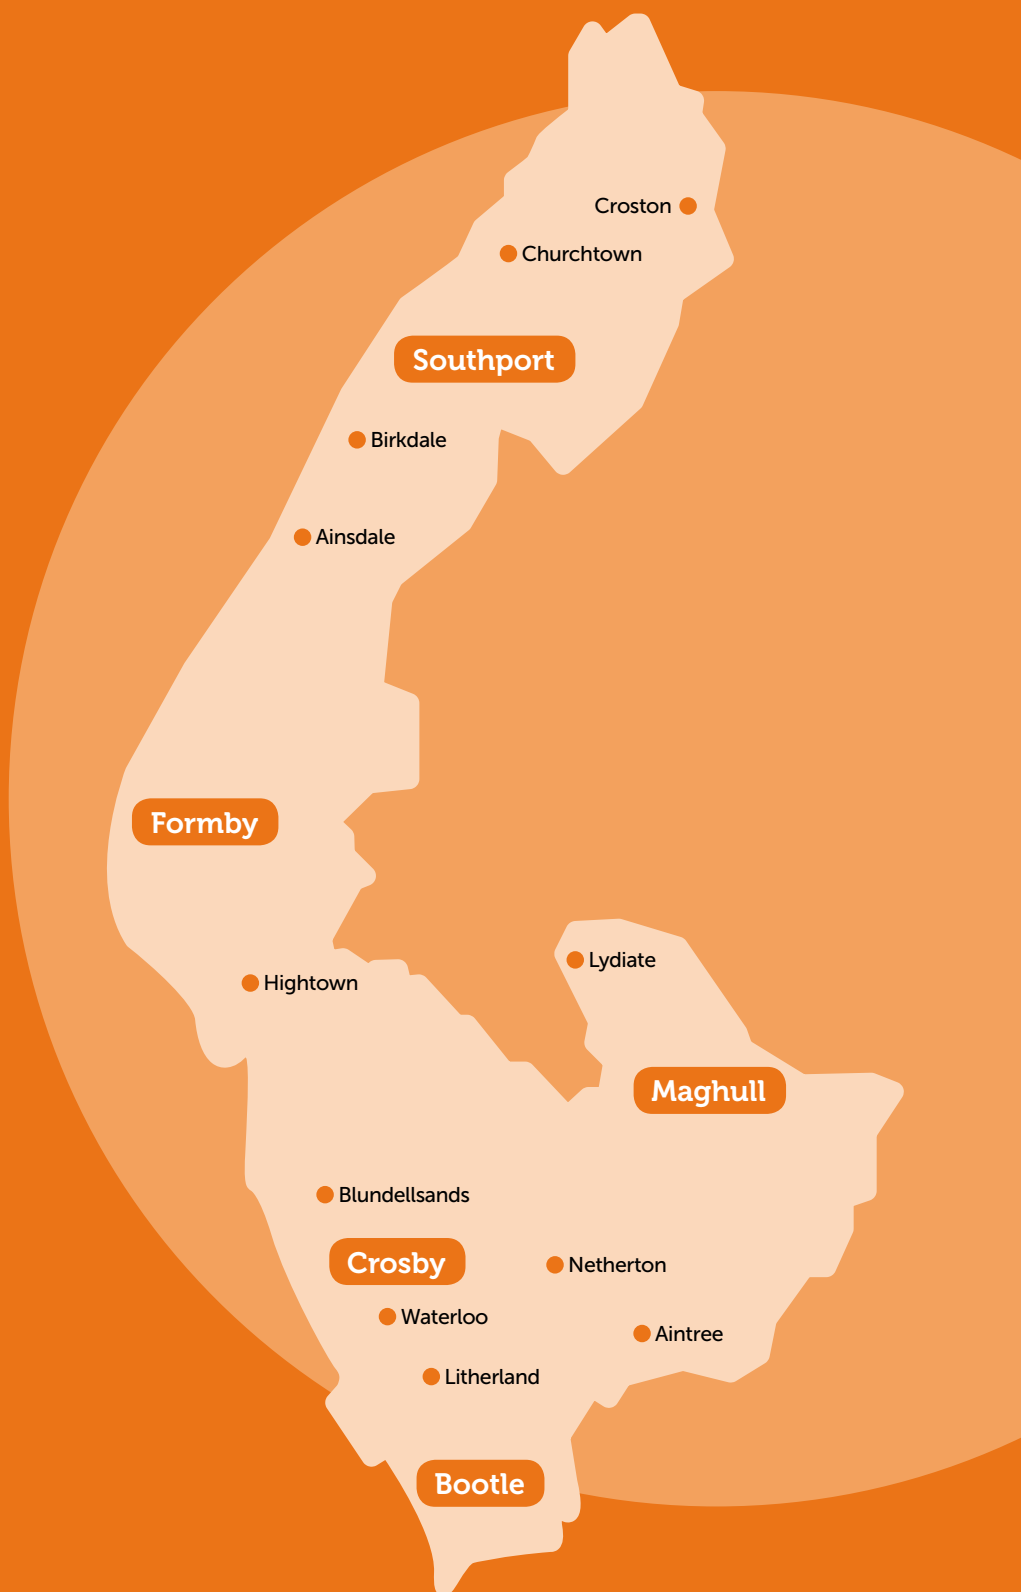 Croston
Churchtown
Southport
Birkdale
Ainsdale
Formby
Lydiate
Hightown
Maghull
Blundellsands
Crosby
Netherton
Waterloo
Aintree
Litherland
Bootle